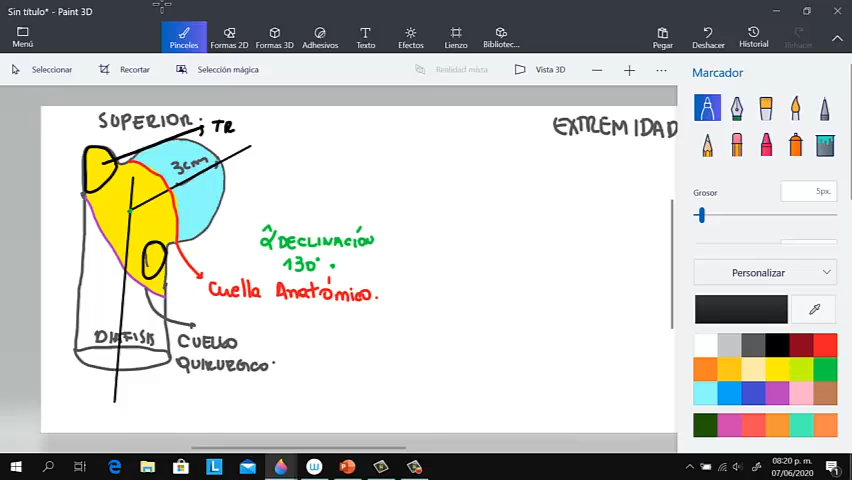 Sin título* - Paint 3D
Menú
Pinceles
Formas 2D
Formas 3D
Adhesivos
Texto
Efectos
Lienzo
Bibliotec...
Pegar
Deshacer
Historial
Rehacer
Seleccionar
Recortar
Selección mágica
Realidad mixta
Vista 3D
Marcador
SUPERIOR.
TR
EXTREMIDAD
3cm
DECLINACIÓN
130°
Cuello Anatómico.
DIAFISIS
CUELLO
QUIRURGICO
Grosor
5px.
Personalizar
08:20 p. m.
07/06/2020